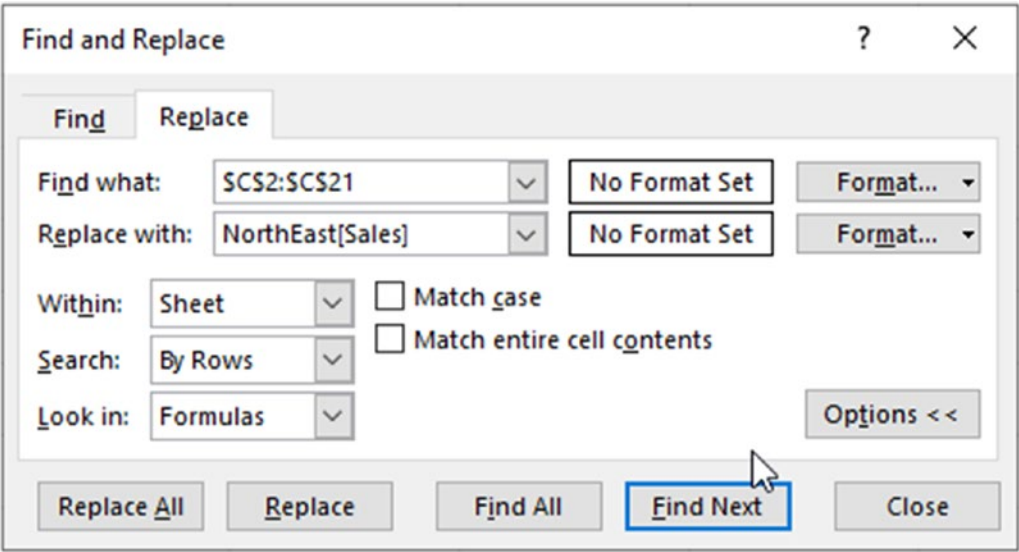 Find and Replace ?
Find Replace
Find what: $C$2:$C$21 No Format Set Format...
Replace with: NorthEast[Sales] No Format Set Format...
Within: Sheet Match case
Match entire cell contents
Search: By Rows
Look in: Formulas Options <<
Replace All Replace Find All Find Next Close